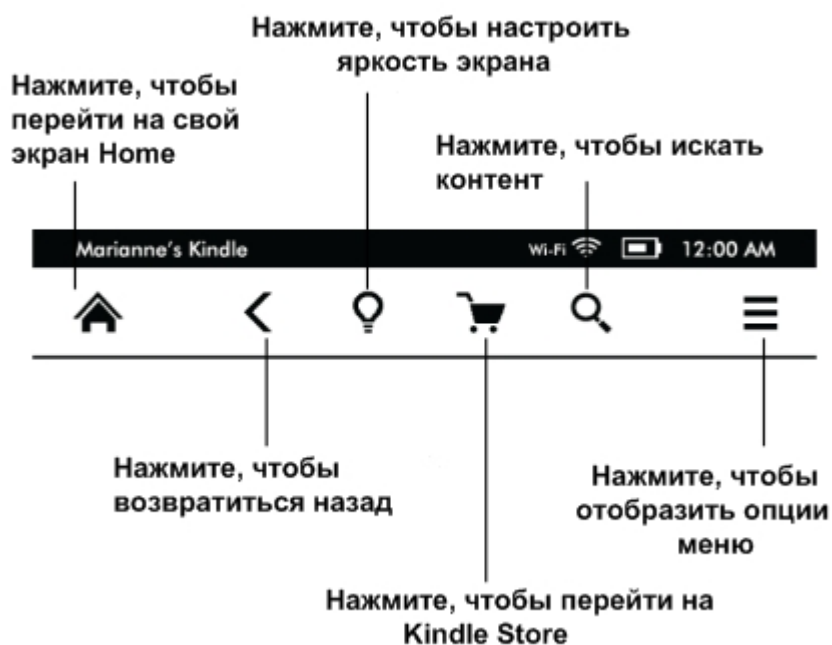 Нажмите, чтобы настроить
яркость экрана
Нажмите, чтобы
перейти на свой
экран Home
Нажмите, чтобы искать
контент
Marianne's Kindle
Wi-Fi
12:00 AM
Нажмите, чтобы
возвратиться назад
Нажмите, чтобы
отобразить опции
меню
Нажмите, чтобы перейти на
Kindle Store